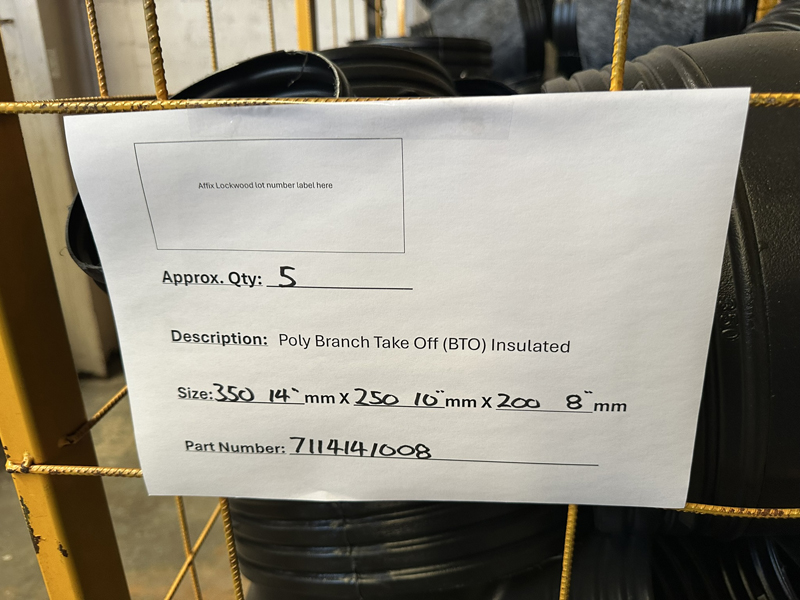 Affix Lockwood lot number label here
Approx. Qty: 5
Description: Poly Branch Take Off (BTO) Insulated
Size: 350 14" mm X 250 10" mm X 200 8" mm
Part Number: 7114141008